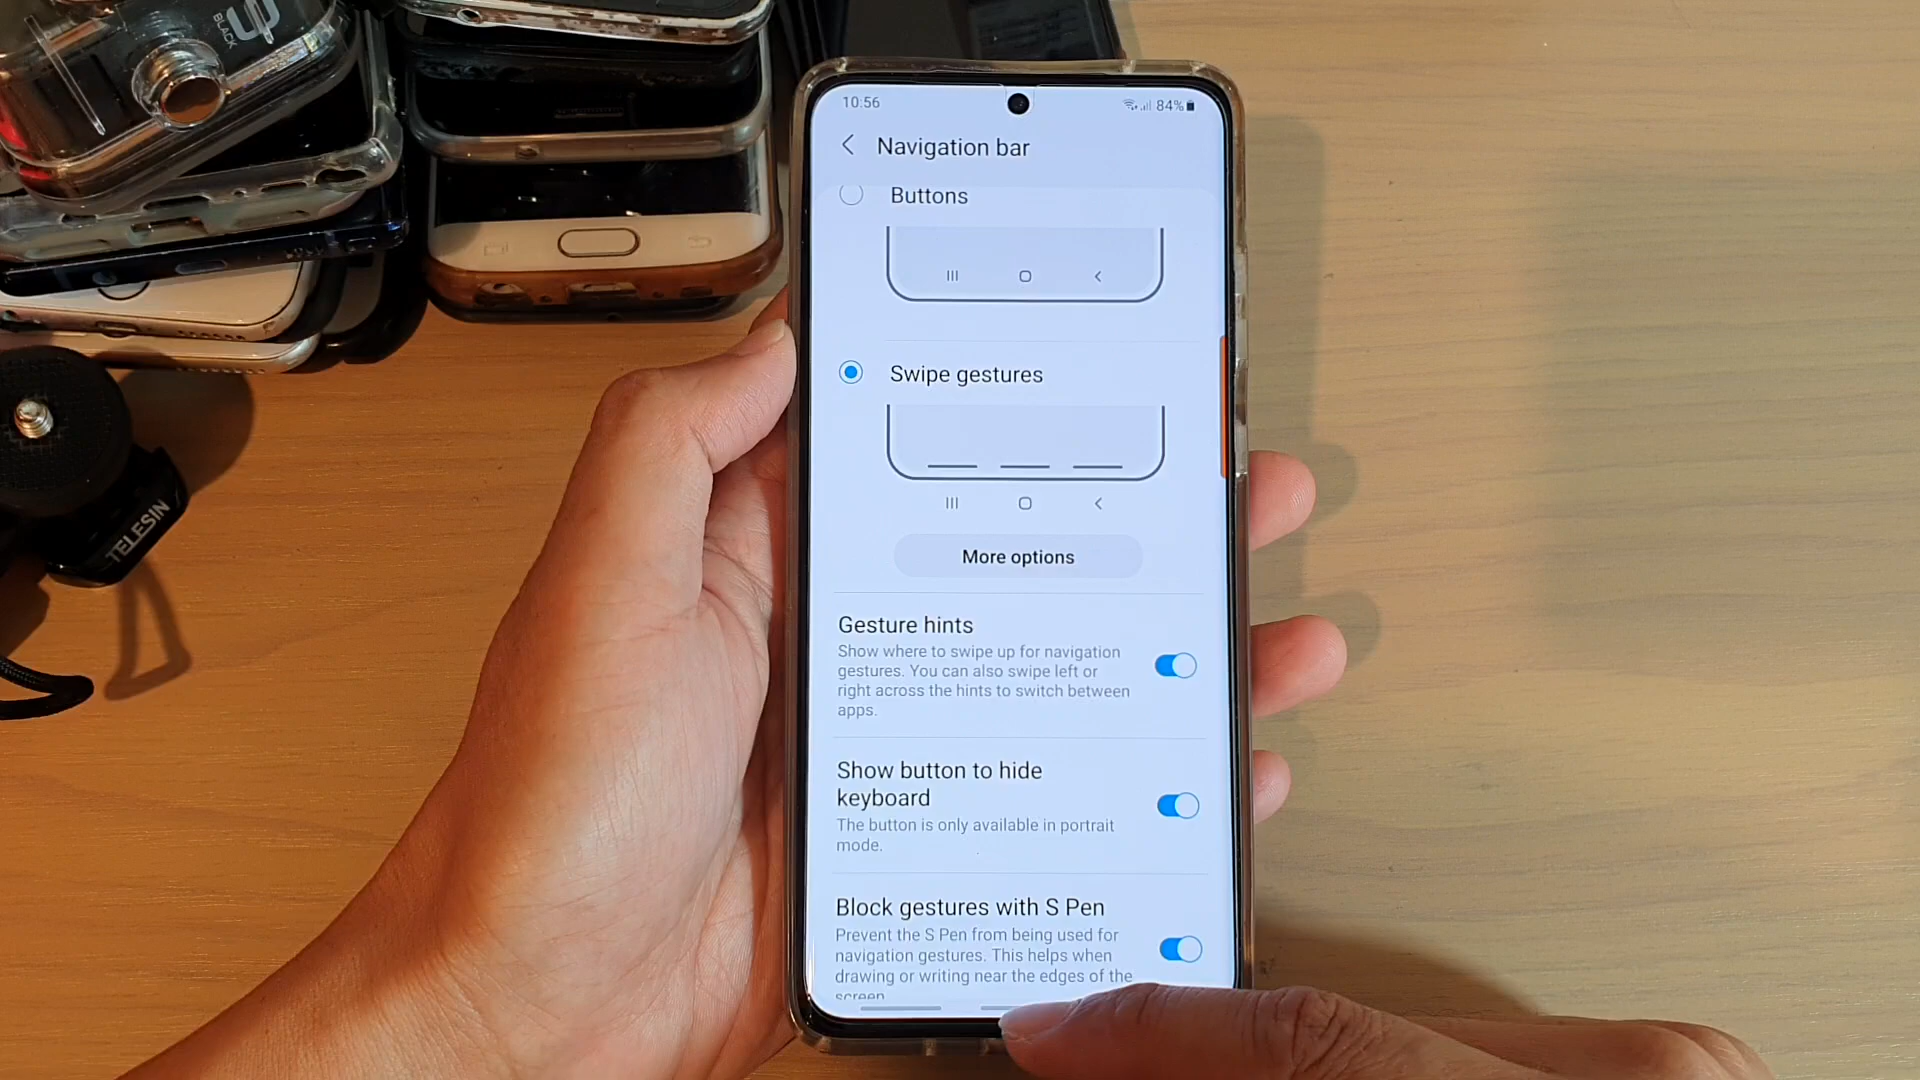 BLACK
10:56
84%
Navigation bar
Buttons
Swipe gestures
More options
Gesture hints
Show where to swipe up for navigation
gestures. You can also swipe left or
right across the hints to switch between
apps.
Show button to hide
keyboard
The button is only available in portrait
mode.
Block gestures with S Pen
Prevent the S Pen from being used for
navigation gestures. This helps when
drawing or writing near the edges of the
screen
TELESIN